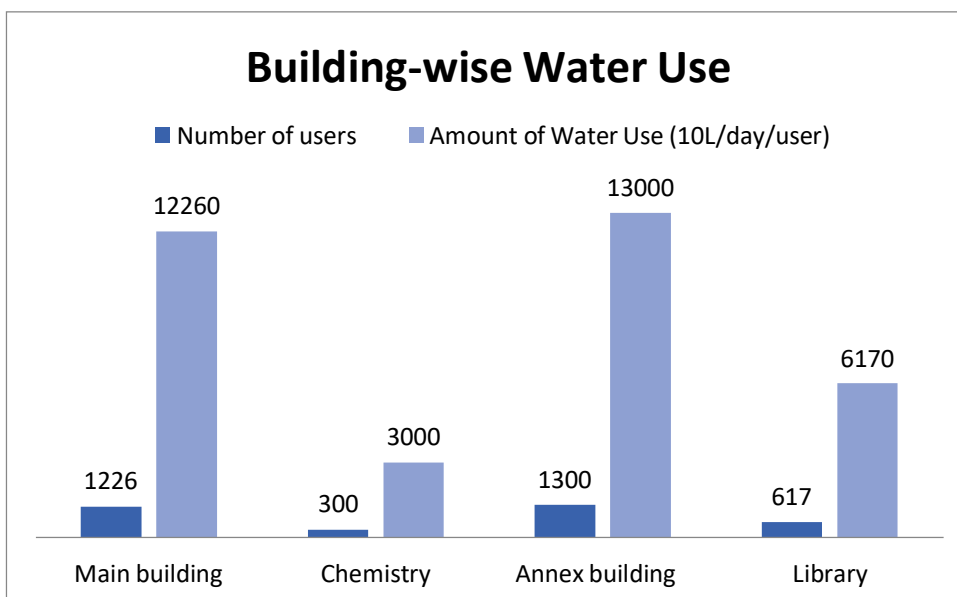 Building-wise Water Use
Number of users Amount of Water Use (10L/day/user)
12260 13000
6170
3000
1226 300 1300 617
Main building Chemistry Annex building Library